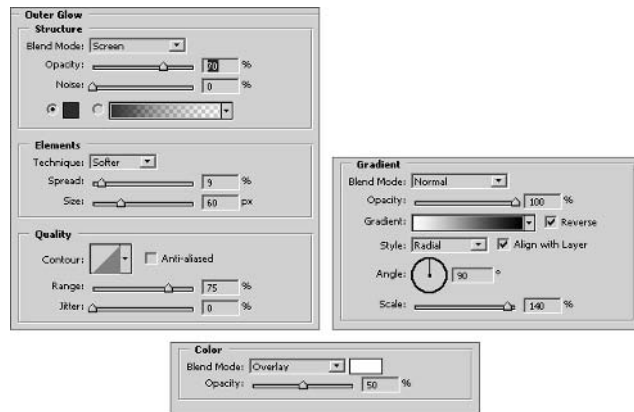 Outer Glow
Structure
Blend Mode: Screen
Opacity: 70 %
Noise: 0 %
Elements
Technique: Softer
Spread: 9 %
Size: 60 px
Quality
Contour: Anti-aliased
Range: 75 %
Jitter: 0 %
Gradient
Blend Mode: Normal
Opacity: 100 %
Gradient: Reverse
Style: Radial Align with Layer
Angle: 90 °
Scale: 140 %
Color
Blend Mode: Overlay
Opacity: 50 %